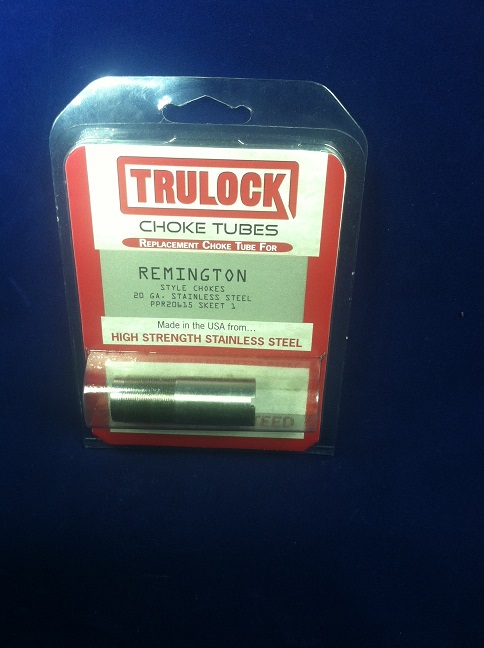 TRULOCK
CHOKE TUBES
REPLACEMENT CHOKE TUBE FOR
REMINGTON
STYLE CHOKES
20 GA. STAINLESS STEEL
PPR20615 SKEET 1
Made in the USA from...
HIGH STRENGTH STAINLESS STEEL